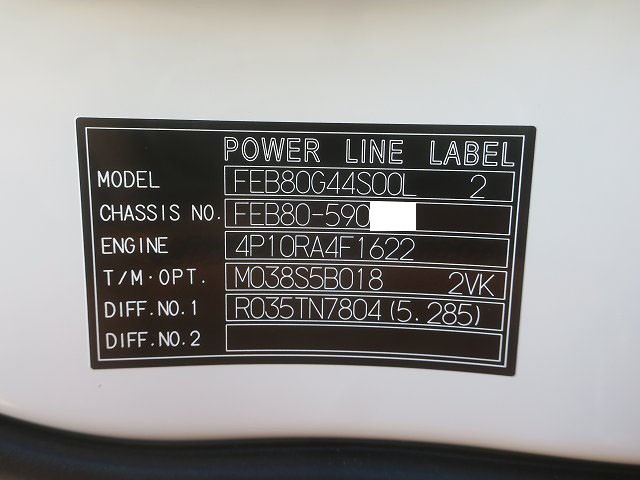 POWER LINE LABEL
MODEL FEB80G44S00L 2
CHASSIS NO. FEB80-590
ENGINE 4P10RA4F1622
T/M·OPT. M038S5B018 2VK
DIFF.NO.1 R035TN7804(5.285)
DIFF.NO.2